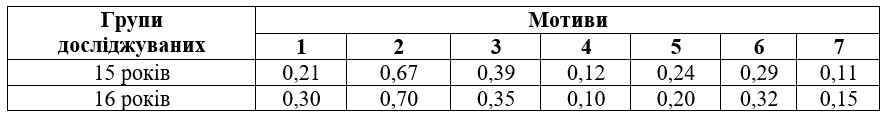 Групи досліджуваних Мотиви
1 2 3 4 5 6 7
15 років 0,21 0,67 0,39 0,12 0,24 0,29 0,11
16 років 0,30 0,70 0,35 0,10 0,20 0,32 0,15